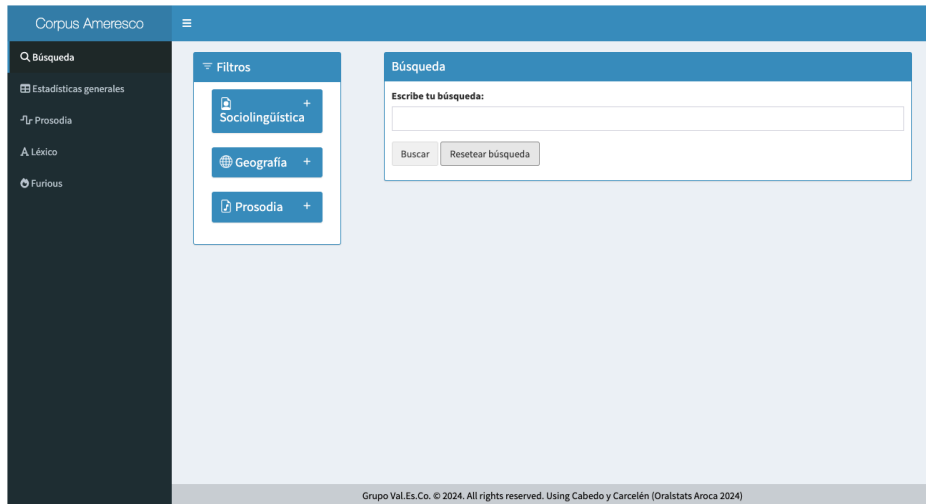 Corpus Ameresco
Búsqueda
Estadísticas generales
Prosodia
Léxico
Furious
Filtros
+
Sociolingüística
Geografía +
Prosodia +
Búsqueda
Escribe tu búsqueda:
Buscar Resetear búsqueda
Grupo Val.Es.Co. © 2024. All rights reserved. Using Cabedo y Carcelén (Oralstats Aroca 2024)